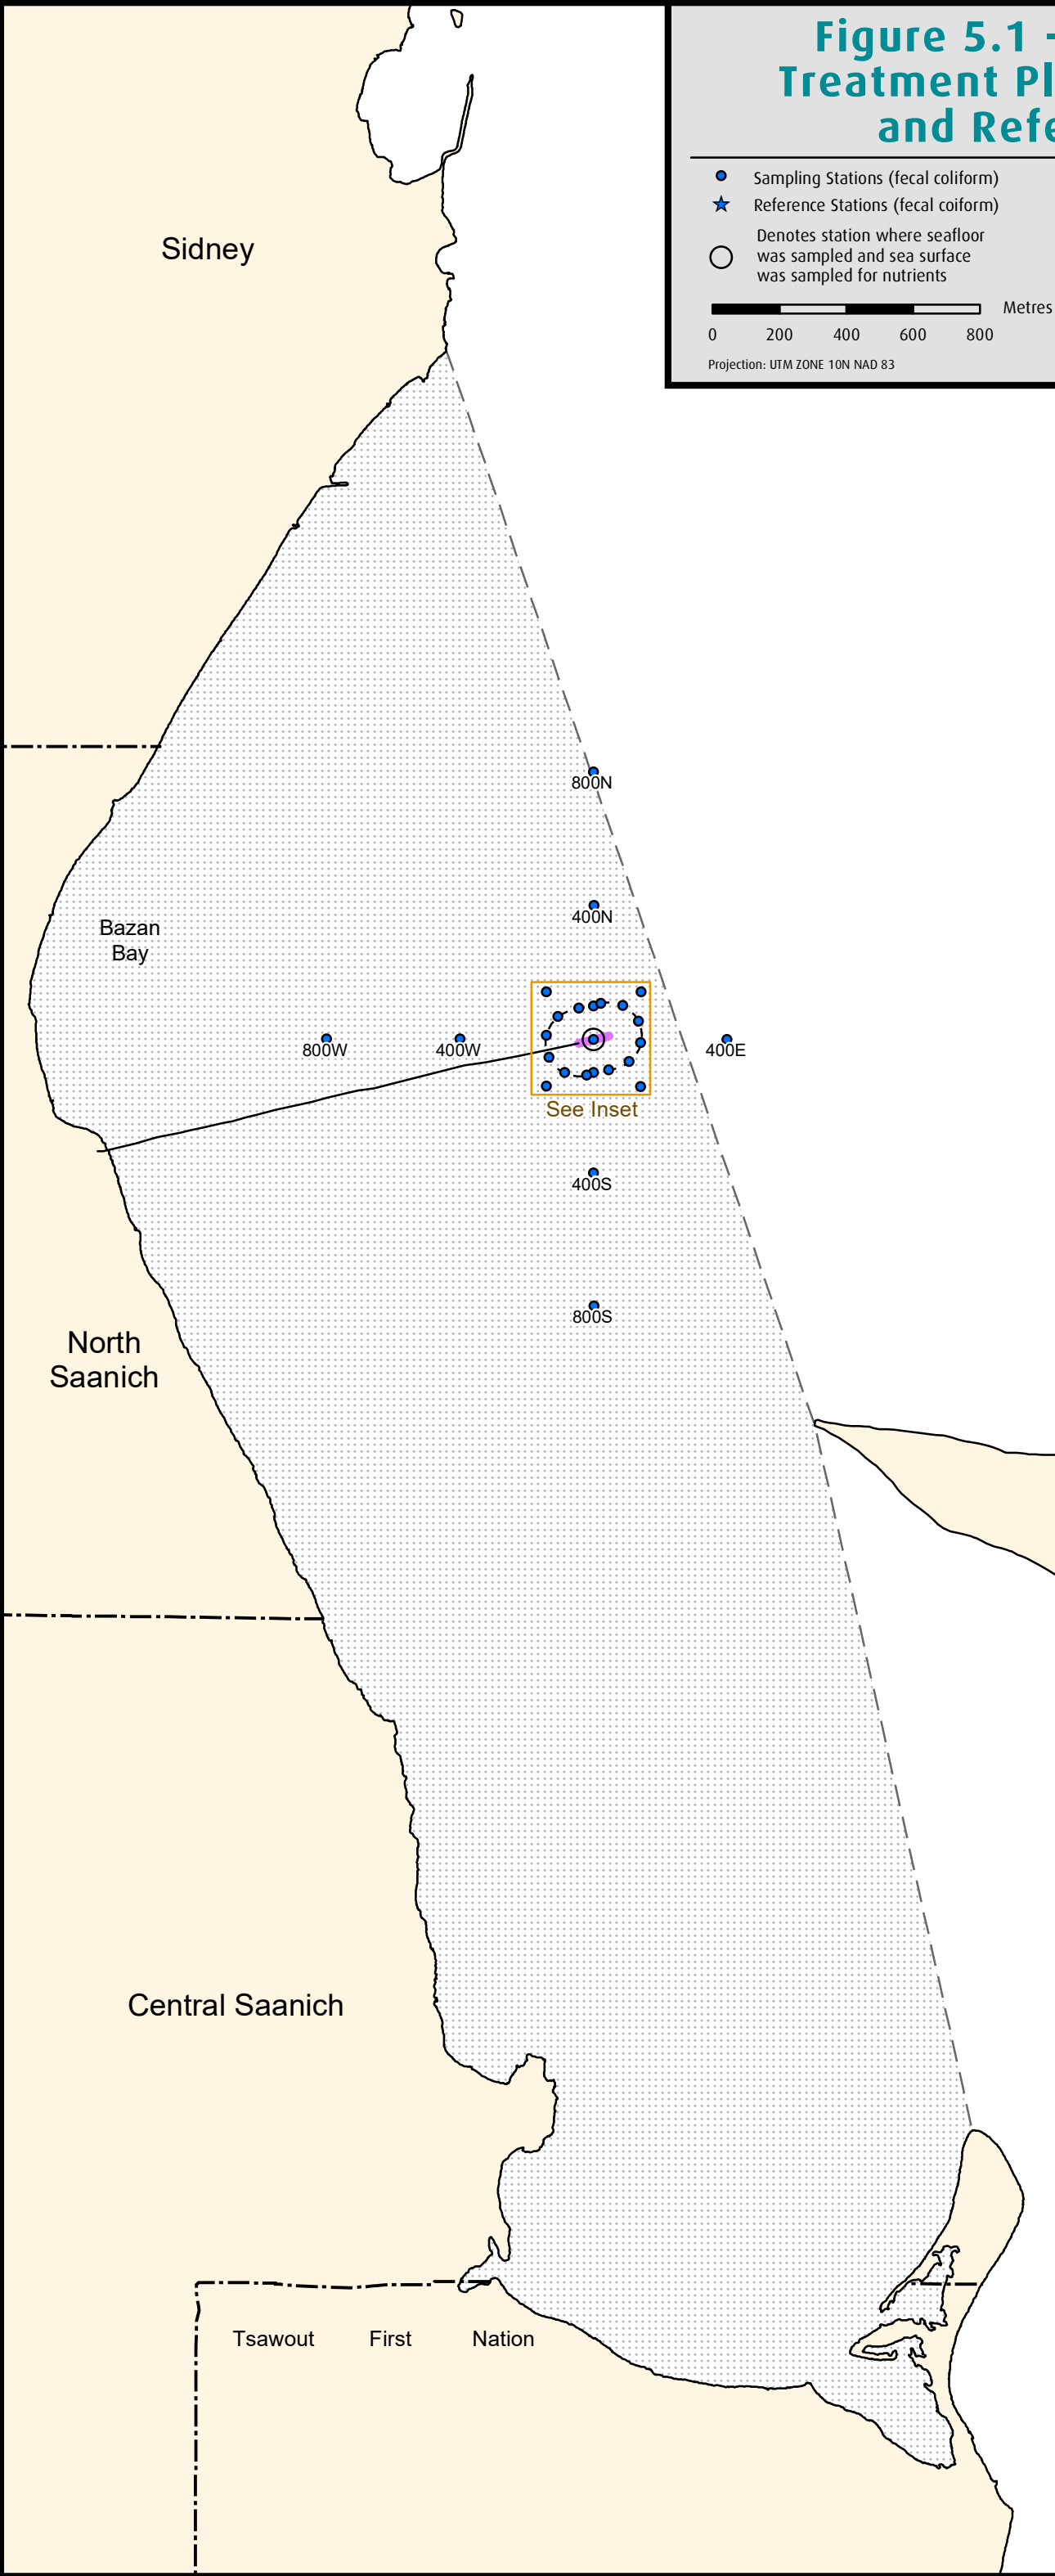 Figure 5.1 -
Treatment Pl
and Refe
Sampling Stations (fecal coliform)
Reference Stations (fecal coiform)
Denotes station where seafloor
was sampled and sea surface
was sampled for nutrients
Metres
0 200 400 600 800
Projection: UTM ZONE 10N NAD 83
Sidney
800N
400N
Bazan
Bay
800W 400W 400E
See Inset
400S
800S
North
Saanich
Central Saanich
Tsawout First Nation